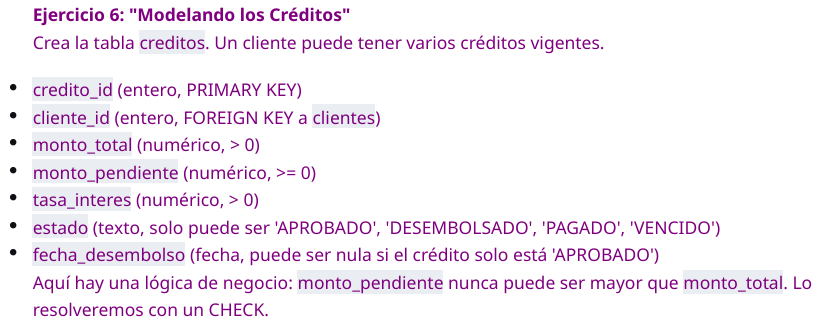 Ejercicio 6: "Modelando los Créditos"
Crea la tabla creditos. Un cliente puede tener varios créditos vigentes.
credito_id (entero, PRIMARY KEY)
cliente_id (entero, FOREIGN KEY a clientes)
monto_total (numérico, > 0)
monto_pendiente (numérico, >= 0)
tasa_interes (numérico, > 0)
estado (texto, solo puede ser 'APROBADO', 'DESEMBOLSADO', 'PAGADO', 'VENCIDO')
fecha_desembolso (fecha, puede ser nula si el crédito solo está 'APROBADO')
Aquí hay una lógica de negocio: monto_pendiente nunca puede ser mayor que monto_total. Lo
resolveremos con un CHECK.